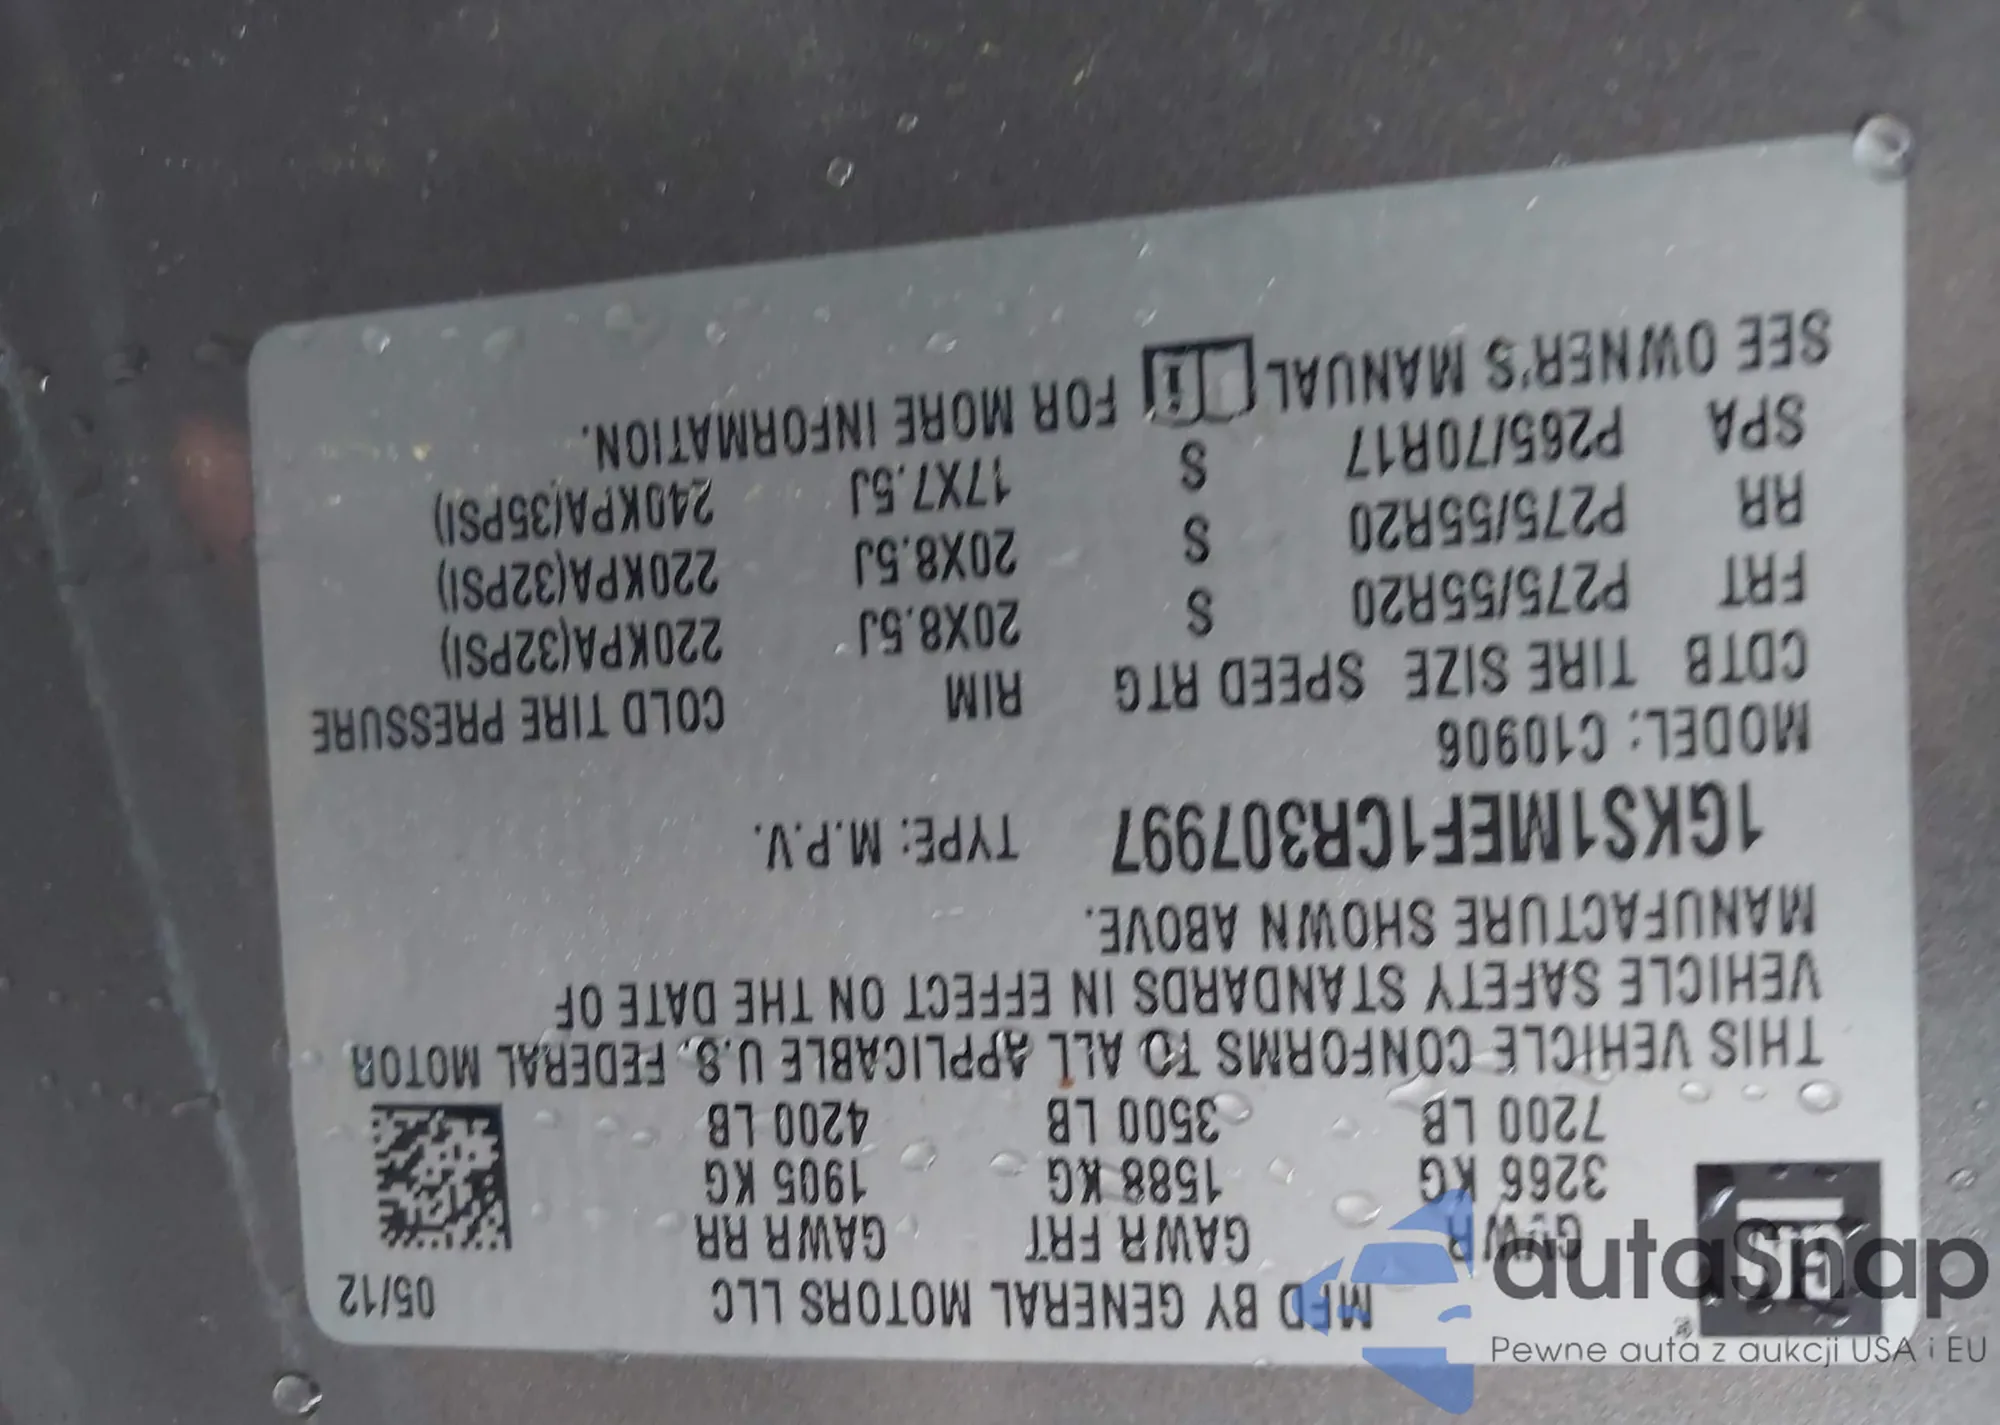 MFD BY GENERAL MOTORS LLC 05/12
GM
GVWR GAWR FRT GAWR RR
3266 KG 1588 KG 1905 KG
7200 LB 3500 LB 4200 LB
THIS VEHICLE CONFORMS TO ALL APPLICABLE U.S. FEDERAL MOTOR
VEHICLE SAFETY STANDARDS IN EFFECT ON THE DATE OF
MANUFACTURE SHOWN ABOVE.
1GKS1MEF1CR307997 TYPE: M.P.V.
MODEL: C10906
CDTB TIRE SIZE SPEED RTG RIM COLD TIRE PRESSURE
FRT P275/55R20 S 20X8.5J 220KPA(32PSI)
RR P275/55R20 S 20X8.5J 220KPA(32PSI)
SPA P265/70R17 S 17X7.5J 240KPA(35PSI)
SEE OWNER'S MANUAL i FOR MORE INFORMATION.
autaSnap
Pewne auta z aukcji USA i EU